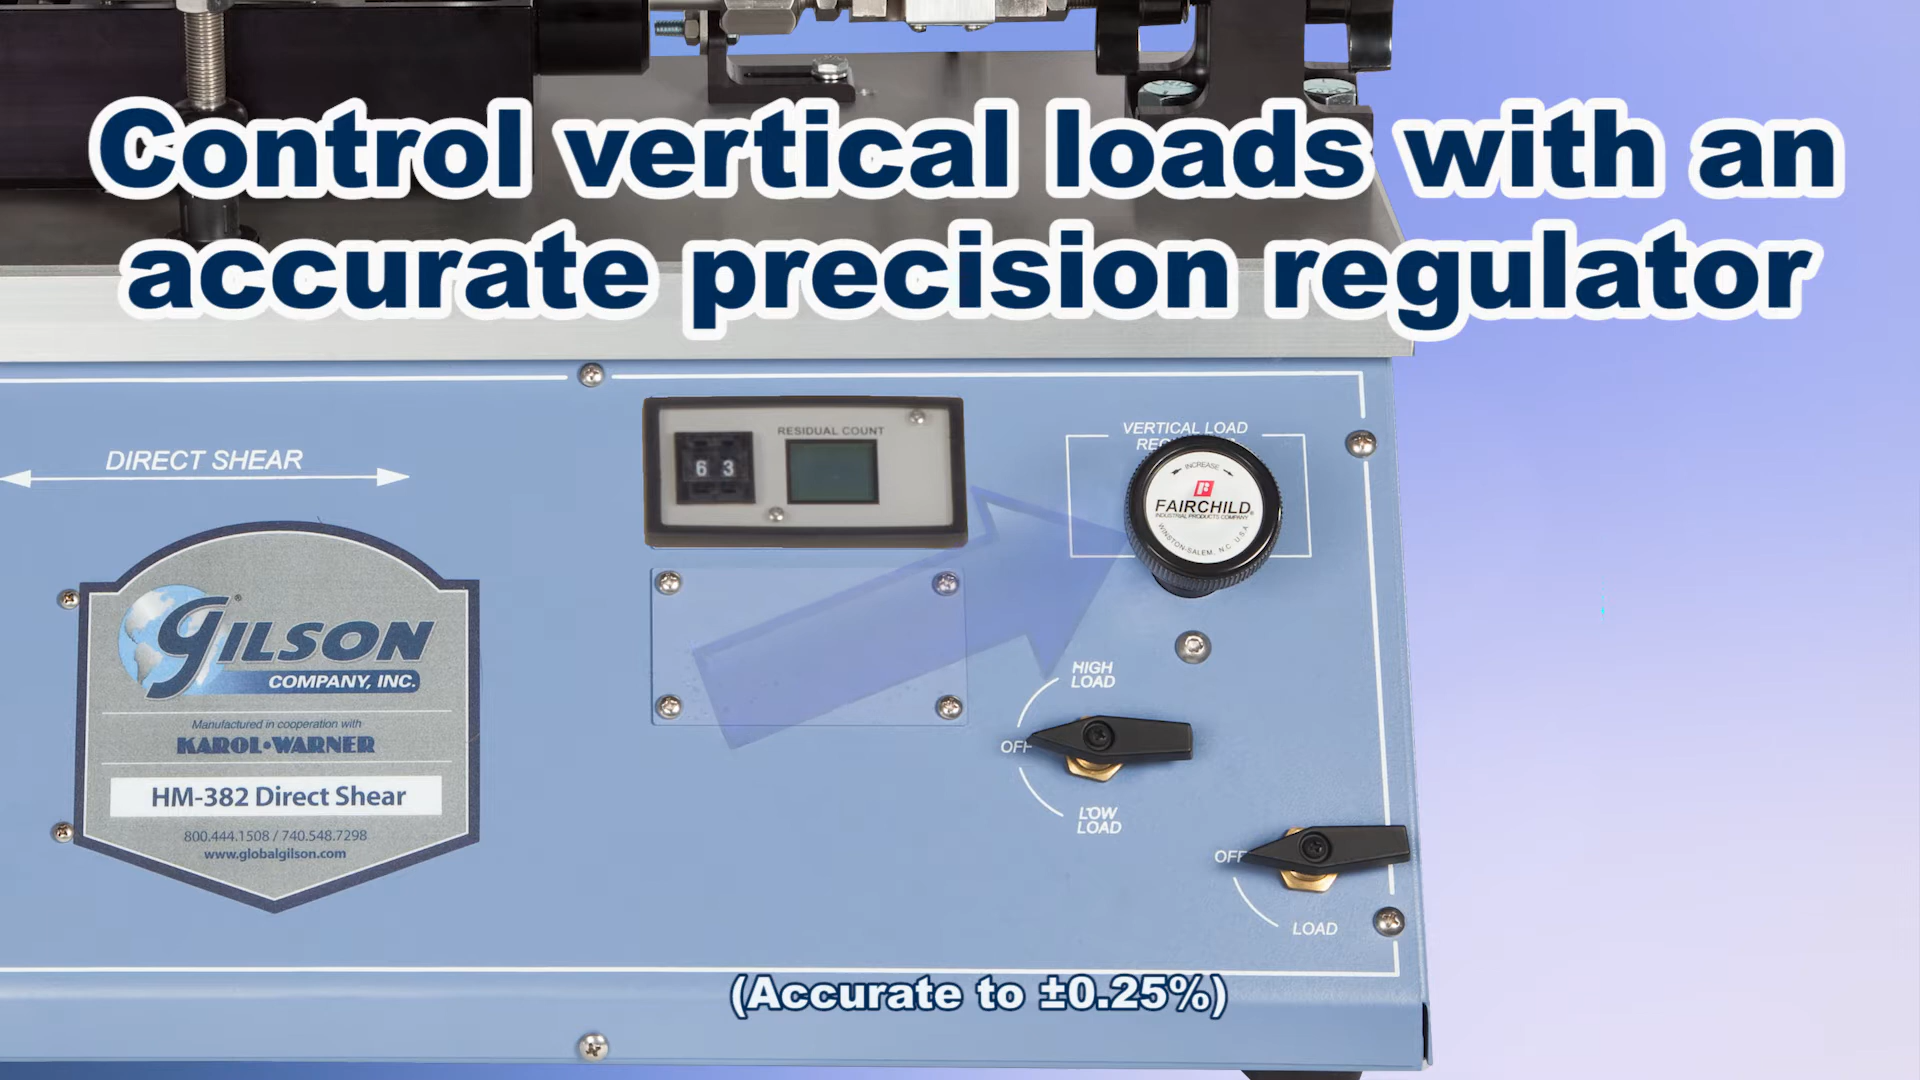 Control vertical loads with an
accurate precision regulator
DIRECT SHEAR
RESIDUAL COUNT
6 3
VERTICAL LOAD
INCREASE
FAIRCHILD
INDUSTRIAL PRODUCTS COMPANY
WINSTON-SALEM, N.C. U.S.A.
GILSON
COMPANY, INC.
Manufactured in cooperation with
KAROL•WARNER
HM-382 Direct Shear
800.444.1508 / 740.548.7298
www.globalgilson.com
HIGH
LOAD
OFF
LOW
LOAD
OFF
LOAD
(Accurate to ±0.25%)